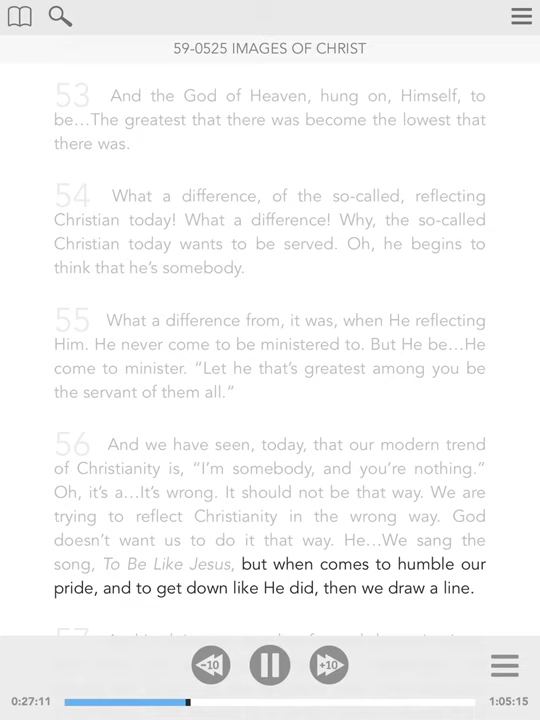 59-0525 IMAGES OF CHRIST
53 And the God of Heaven, hung on, Himself, to
be…The greatest that there was become the lowest that
there was.
54 What a difference, of the so-called, reflecting
Christian today! What a difference! Why, the so-called
Christian today wants to be served. Oh, he begins to
think that he’s somebody.
55 What a difference from, it was, when He reflecting
Him. He never come to be ministered to. But He be…He
come to minister. “Let he that’s greatest among you be
the servant of them all.”
56 And we have seen, today, that our modern trend
of Christianity is, “I’m somebody, and you’re nothing.”
Oh, it’s a…It’s wrong. It should not be that way. We are
trying to reflect Christianity in the wrong way. God
doesn’t want us to do it that way. He…We sang the
song, To Be Like Jesus, but when comes to humble our
pride, and to get down like He did, then we draw a line.
-10
+10
0:27:11
1:05:15